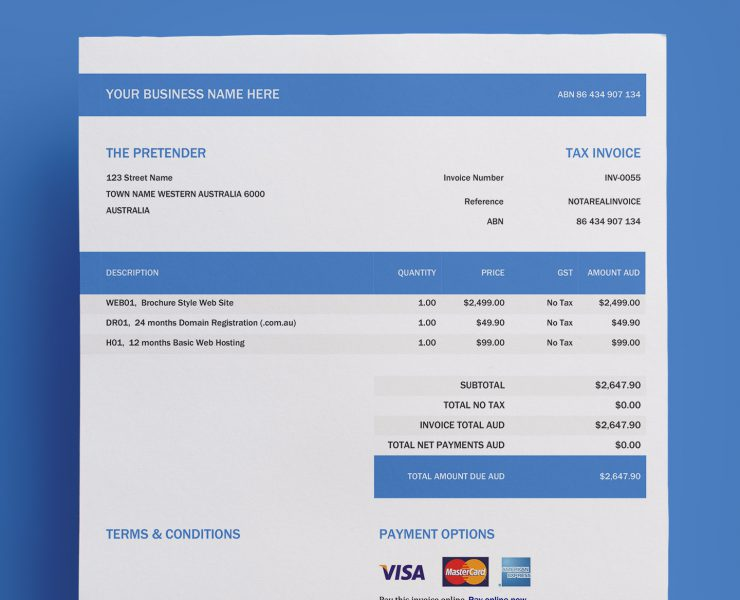 YOUR BUSINESS NAME HERE ABN 86 434 907 134
THE PRETENDER TAX INVOICE
123 Street Name Invoice Number INV-0055
TOWN NAME WESTERN AUSTRALIA 6000
Reference NOTAREALINVOICE
AUSTRALIA
ABN 86 434 907 134
DESCRIPTION QUANTITY PRICE GST AMOUNT AUD
WEB01, Brochure Style Web Site 1.00 $2,499.00 No Tax $2,499.00
DR01, 24 months Domain Registration (.com.au) 1.00 $49.90 No Tax $49.90
H01, 12 months Basic Web Hosting 1.00 $99.00 No Tax $99.00
SUBTOTAL $2,647.90
TOTAL NO TAX $0.00
INVOICE TOTAL AUD $2,647.90
TOTAL NET PAYMENTS AUD $0.00
TOTAL AMOUNT DUE AUD $2,647.90
TERMS & CONDITIONS PAYMENT OPTIONS
VISA MasterCard AMERICAN EXPRESS
Pay this invoice online Pay online now